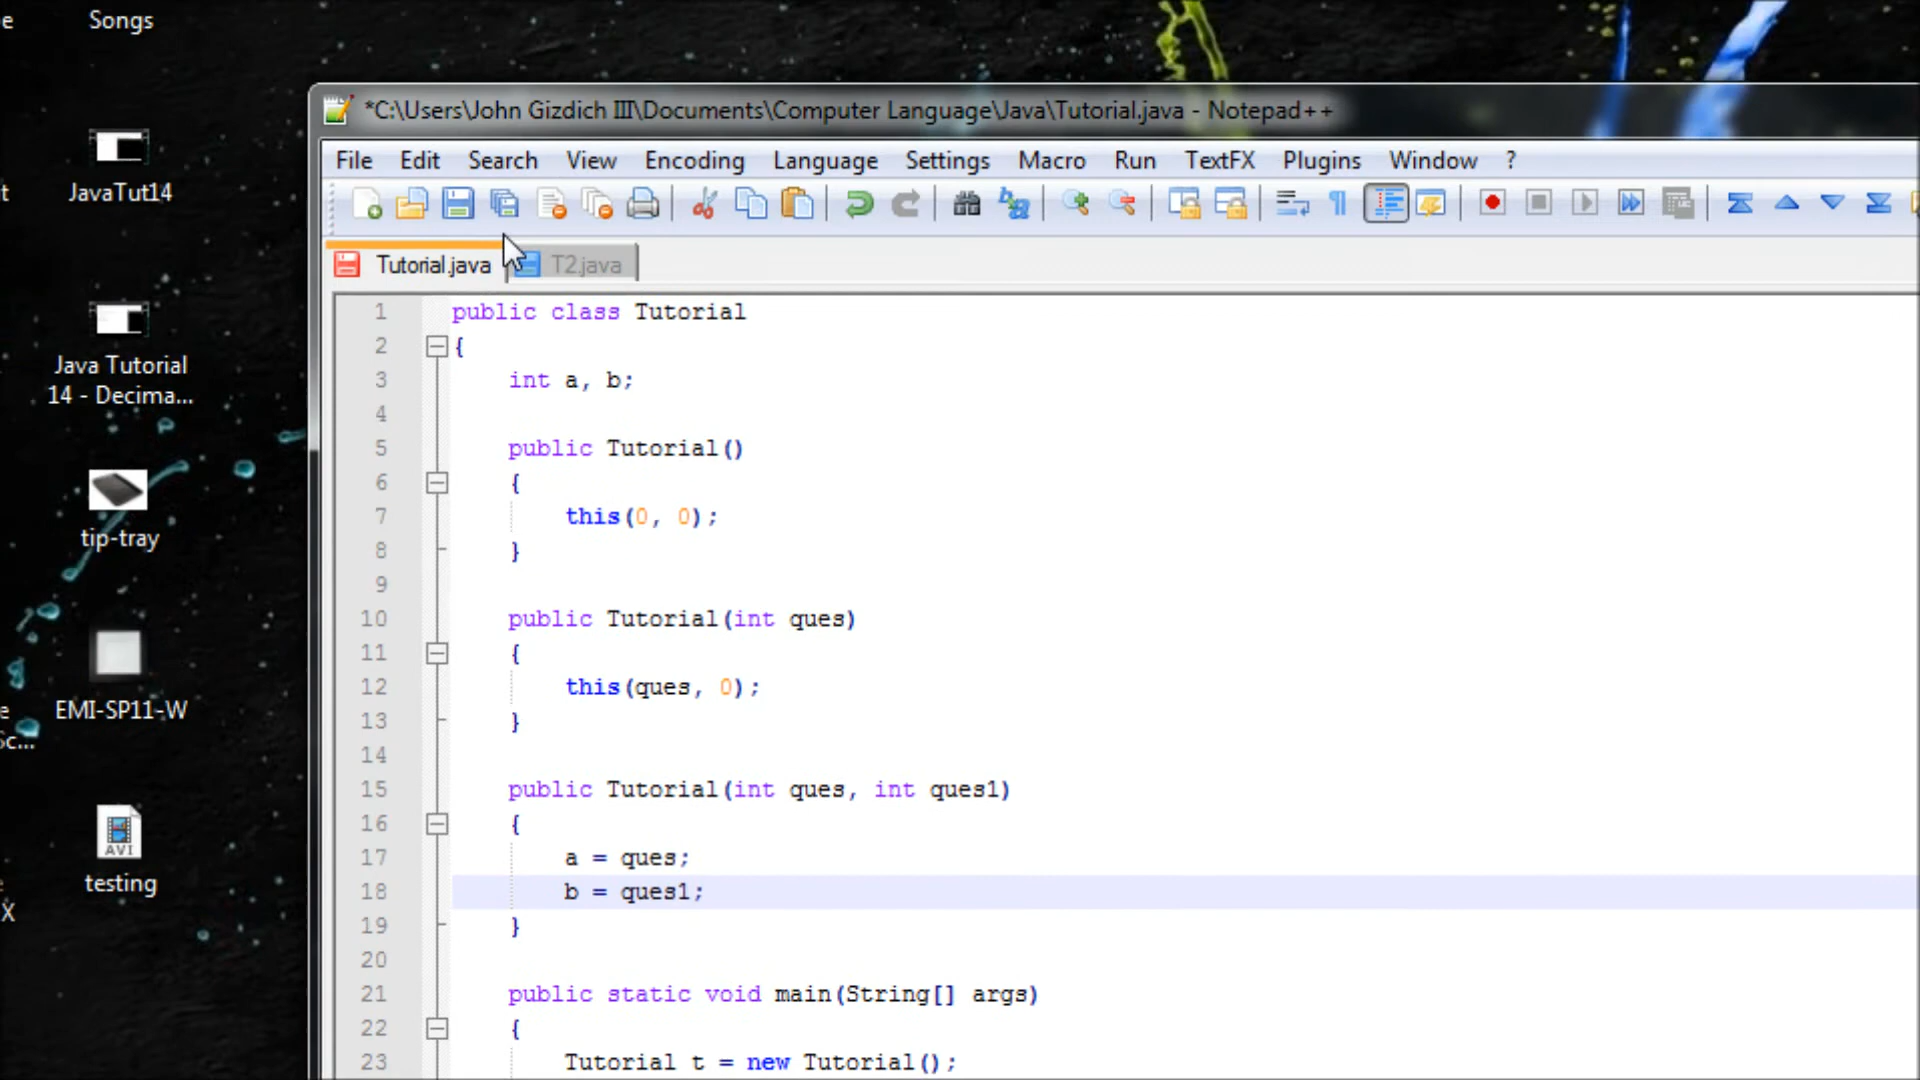 Songs
JavaTut14
Java Tutorial
14 - Decima...
tip-tray
EMI-SP11-W
Sc...
X
AVI
testing
*C:\Users\John Gizdich III\Documents\Computer Language\Java\Tutorial.java - Notepad++
File Edit Search View Encoding Language Settings Macro Run TextFX Plugins Window ?
Tutorial.java T2.java
1 public class Tutorial
2 {
3 int a, b;
4
5 public Tutorial()
6 {
7 this(0, 0);
8 }
9
10 public Tutorial(int ques)
11 {
12 this(ques, 0);
13 }
14
15 public Tutorial(int ques, int ques1)
16 {
17 a = ques;
18 b = ques1;
19 }
20
21 public static void main(String[] args)
22 {
23 Tutorial t = new Tutorial();